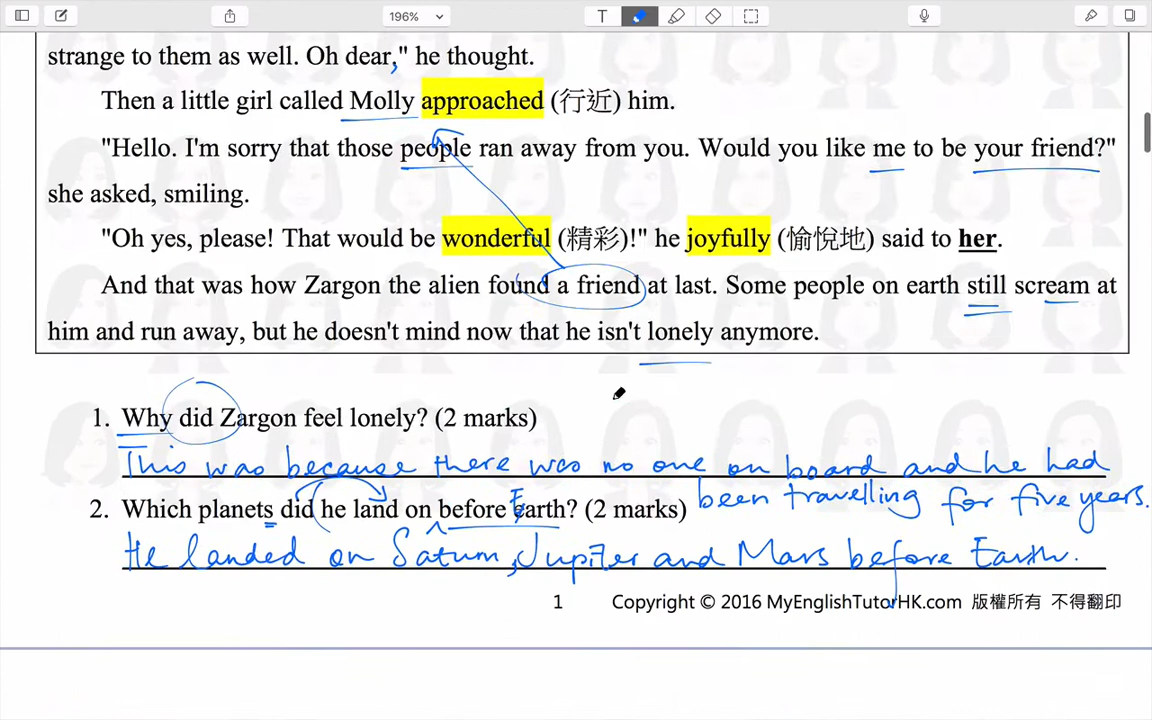 196%
strange to them as well. Oh dear," he thought.
Then a little girl called Molly approached (行近) him.
"Hello. I'm sorry that those people ran away from you. Would you like me to be your friend?"
she asked, smiling.
"Oh yes, please! That would be wonderful (精彩)!" he joyfully (愉悅地) said to her.
And that was how Zargon the alien found a friend at last. Some people on earth still scream at
him and run away, but he doesn't mind now that he isn't lonely anymore.
1. Why did Zargon feel lonely? (2 marks)
This was because there was no one on board and he had
been travelling for five years.
2. Which planets did he land on before Earth? (2 marks)
He landed on Saturn, Jupiter and Mars before Earth.
1 Copyright © 2016 MyEnglishTutorHK.com 版權所有 不得翻印